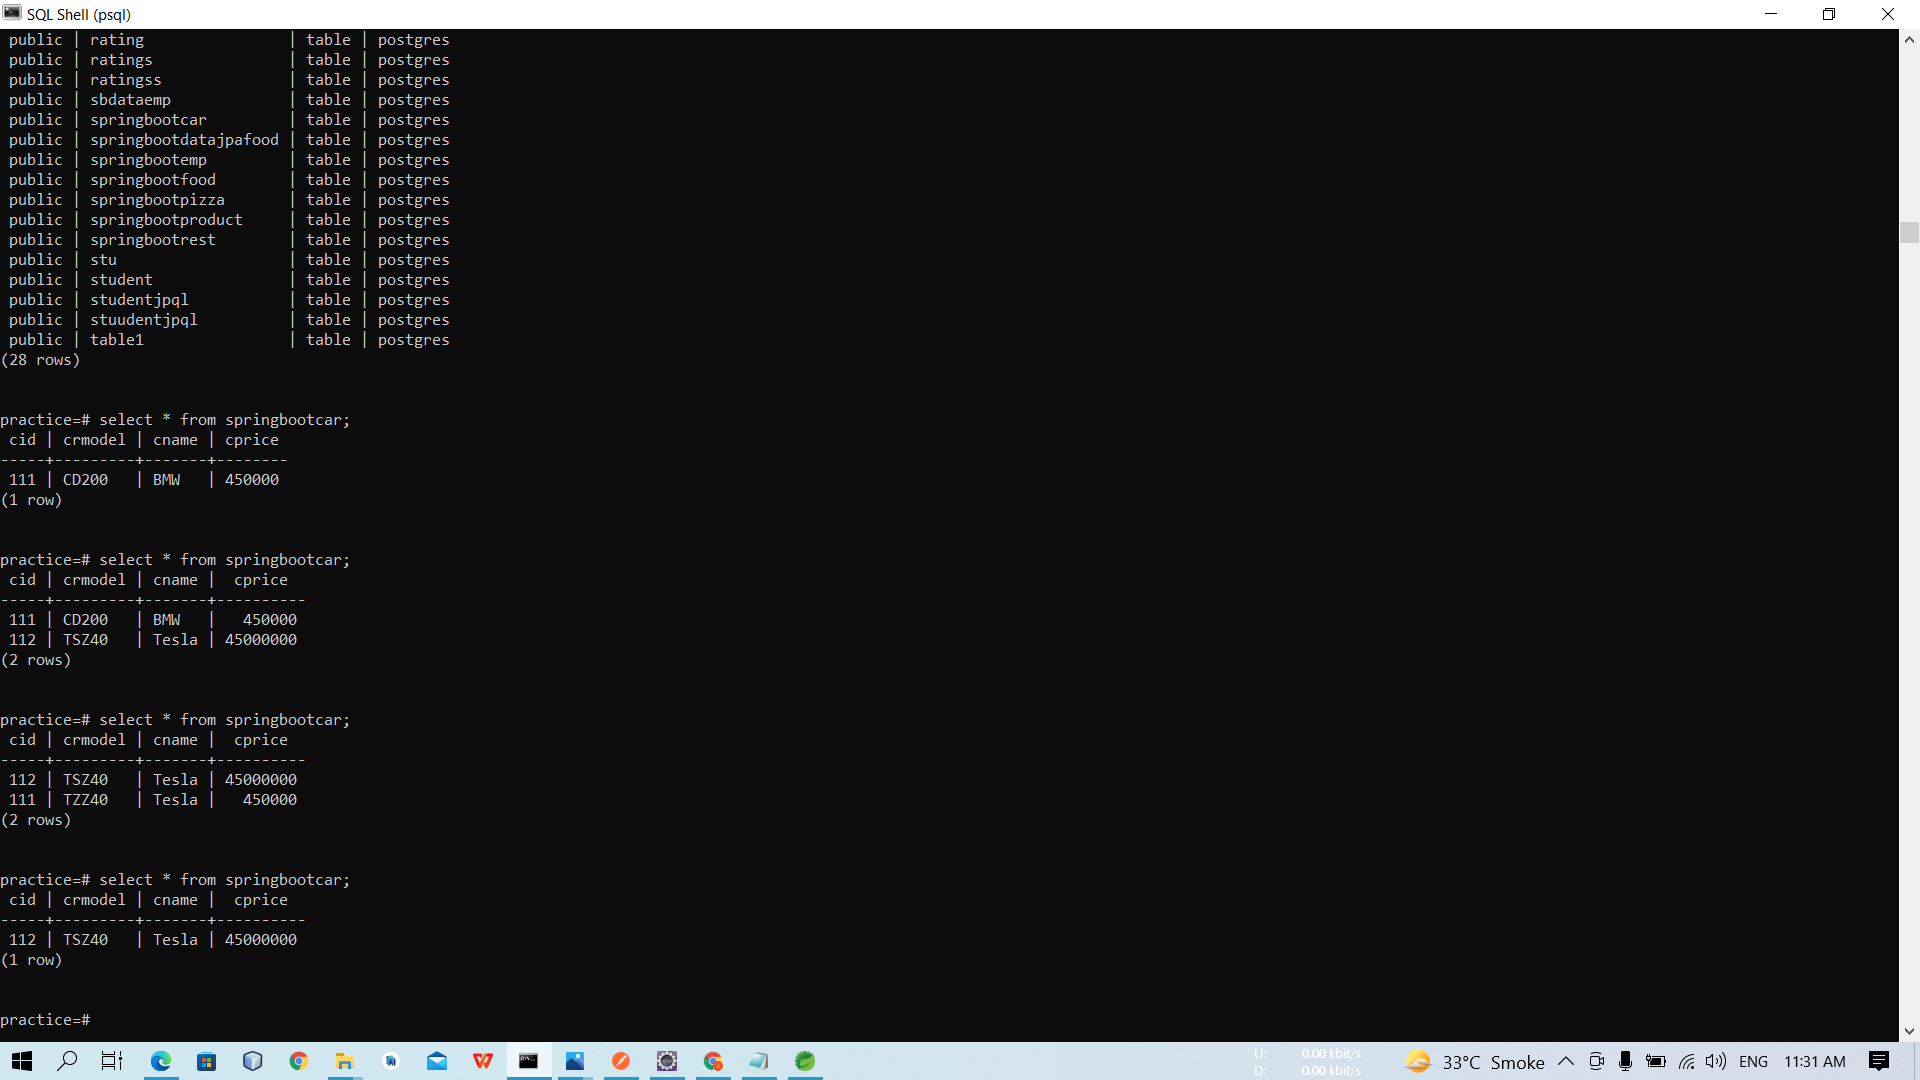 SQL Shell (psql)
 public | rating                | table | postgres
 public | ratings               | table | postgres
 public | ratingss              | table | postgres
 public | sbdataemp             | table | postgres
 public | springbootcar         | table | postgres
 public | springbootdatajpafood | table | postgres
 public | springbootemp         | table | postgres
 public | springbootfood        | table | postgres
 public | springbootpizza       | table | postgres
 public | springbootproduct     | table | postgres
 public | springbootrest        | table | postgres
 public | stu                   | table | postgres
 public | student               | table | postgres
 public | studentjpql           | table | postgres
 public | stuudentjpql          | table | postgres
 public | table1                | table | postgres
(28 rows)
practice=# select * from springbootcar;
 cid | crmodel | cname | cprice
-----+---------+-------+--------
 111 | CD200   | BMW   | 450000
(1 row)
practice=# select * from springbootcar;
 cid | crmodel | cname |  cprice
-----+---------+-------+----------
 111 | CD200   | BMW   |   450000
 112 | TSZ40   | Tesla | 45000000
(2 rows)
practice=# select * from springbootcar;
 cid | crmodel | cname |  cprice
-----+---------+-------+----------
 112 | TSZ40   | Tesla | 45000000
 111 | TZZ40   | Tesla |   450000
(2 rows)
practice=# select * from springbootcar;
 cid | crmodel | cname |  cprice
-----+---------+-------+----------
 112 | TSZ40   | Tesla | 45000000
(1 row)
practice=#
U: 0.00 kbit/s
D: 0.00 kbit/s
33°C Smoke ENG 11:31 AM